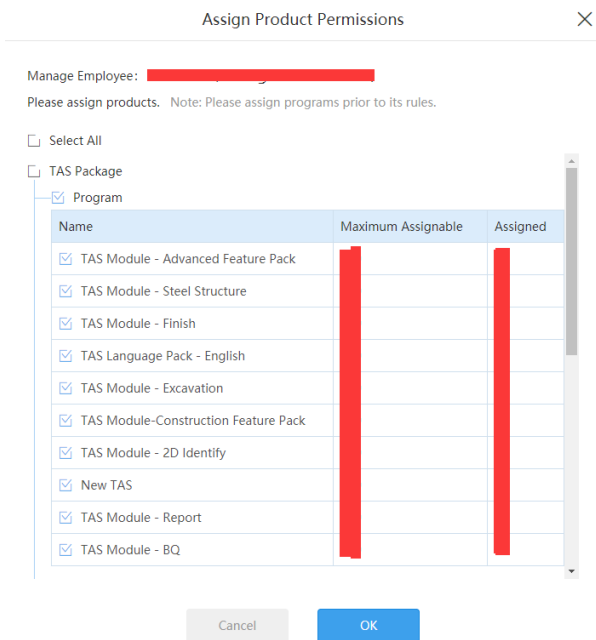 Assign Product Permissions
Manage Employee:
Please assign products. Note: Please assign programs prior to its rules.
Select All
TAS Package
Program
Name Maximum Assignable Assigned
TAS Module - Advanced Feature Pack
TAS Module - Steel Structure
TAS Module - Finish
TAS Language Pack - English
TAS Module - Excavation
TAS Module-Construction Feature Pack
TAS Module - 2D Identify
New TAS
TAS Module - Report
TAS Module - BQ
Cancel OK